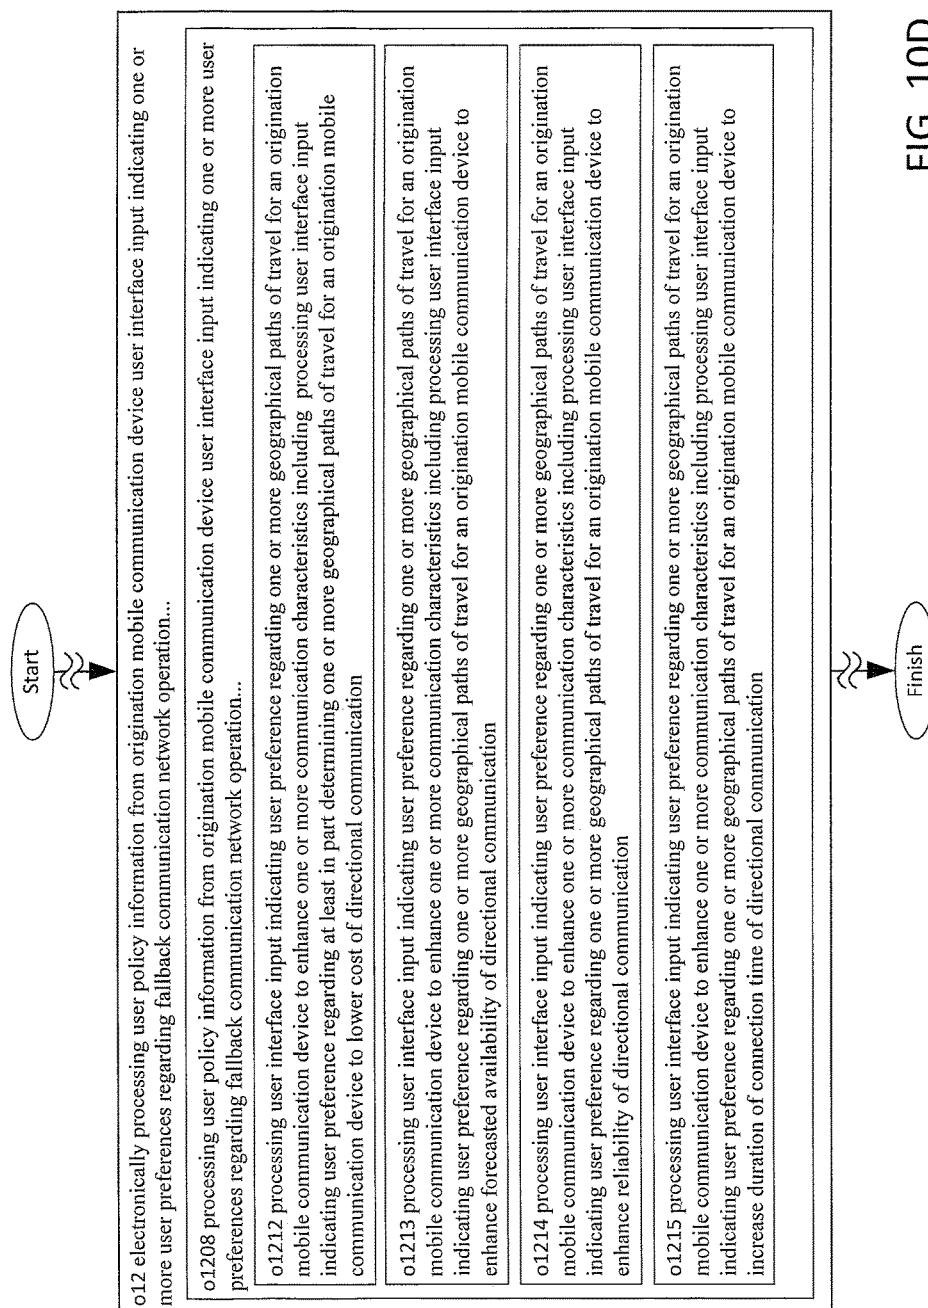 Start
o12 electronically processing user policy information from origination mobile communication device user interface input indicating one or
more user preferences regarding fallback communication network operation...
o1208 processing user policy information from origination mobile communication device user interface input indicating one or more user
preferences regarding fallback communication network operation...
o1212 processing user interface input indicating user preference regarding one or more geographical paths of travel for an origination
mobile communication device to enhance one or more communication characteristics including processing user interface input
indicating user preference regarding at least in part determining one or more geographical paths of travel for an origination mobile
communication device to lower cost of directional communication
o1213 processing user interface input indicating user preference regarding one or more geographical paths of travel for an origination
mobile communication device to enhance one or more communication characteristics including processing user interface input
indicating user preference regarding one or more geographical paths of travel for an origination mobile communication device to
enhance forecasted availability of directional communication
o1214 processing user interface input indicating user preference regarding one or more geographical paths of travel for an origination
mobile communication device to enhance one or more communication characteristics including processing user interface input
indicating user preference regarding one or more geographical paths of travel for an origination mobile communication device to
enhance reliability of directional communication
o1215 processing user interface input indicating user preference regarding one or more geographical paths of travel for an origination
mobile communication device to enhance one or more communication characteristics including processing user interface input
indicating user preference regarding one or more geographical paths of travel for an origination mobile communication device to
increase duration of connection time of directional communication
Finish
FIG. 10D